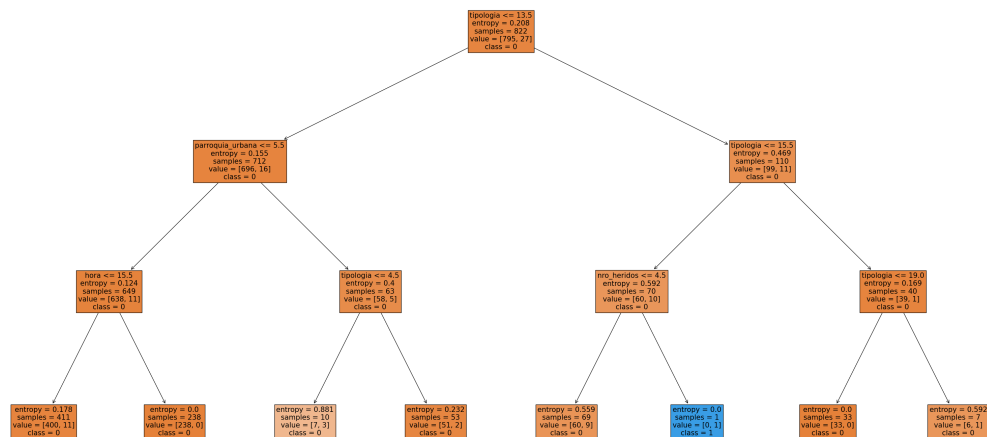 tipologia <= 13.5
entropy = 0.208
samples = 822
value = [795, 27]
class = 0
parroquia_urbana <= 5.5
entropy = 0.155
samples = 712
value = [696, 16]
class = 0
tipologia <= 15.5
entropy = 0.469
samples = 110
value = [99, 11]
class = 0
hora <= 15.5
entropy = 0.124
samples = 649
value = [638, 11]
class = 0
tipologia <= 4.5
entropy = 0.4
samples = 63
value = [58, 5]
class = 0
nro_heridos <= 4.5
entropy = 0.592
samples = 70
value = [60, 10]
class = 0
tipologia <= 19.0
entropy = 0.169
samples = 40
value = [39, 1]
class = 0
entropy = 0.178
samples = 411
value = [400, 11]
class = 0
entropy = 0.0
samples = 238
value = [238, 0]
class = 0
entropy = 0.881
samples = 10
value = [7, 3]
class = 0
entropy = 0.232
samples = 53
value = [51, 2]
class = 0
entropy = 0.559
samples = 69
value = [60, 9]
class = 0
entropy = 0.0
samples = 1
value = [0, 1]
class = 1
entropy = 0.0
samples = 33
value = [33, 0]
class = 0
entropy = 0.592
samples = 7
value = [6, 1]
class = 0